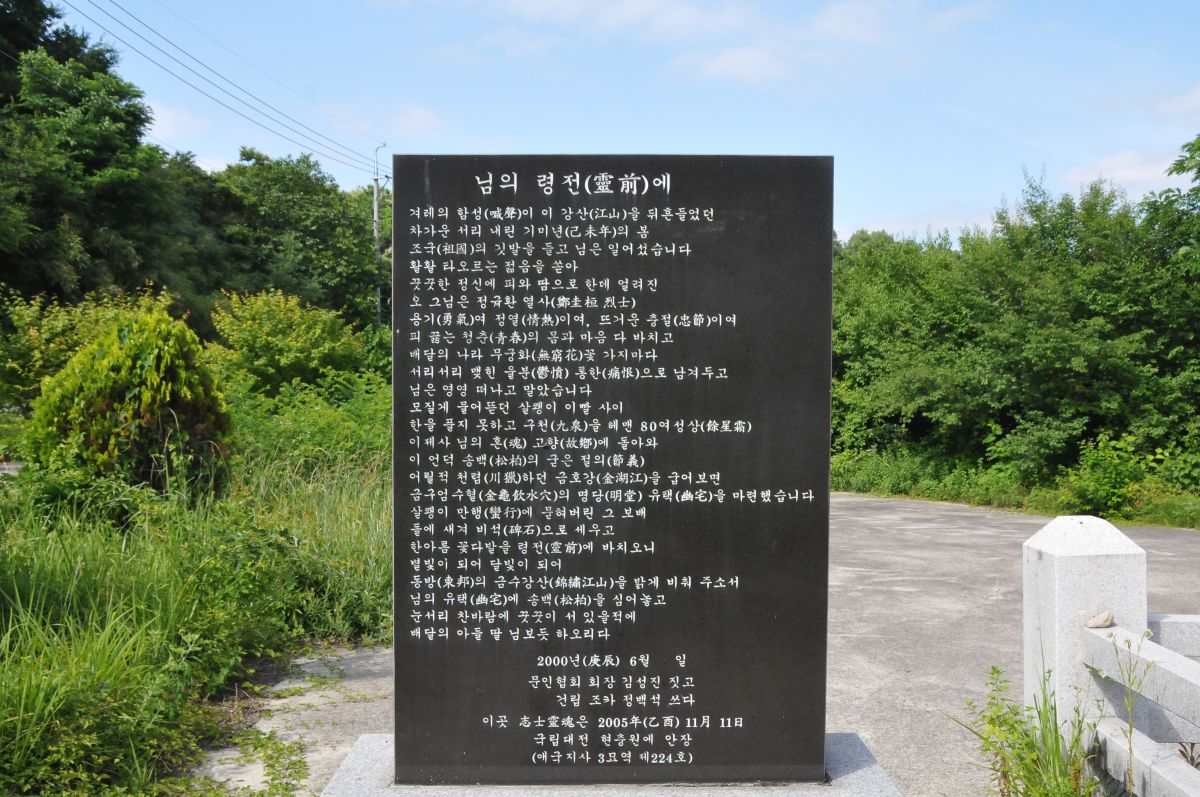 님의 령전(靈前)에
겨레의 함성(喊聲)이 이 강산(江山)을 뒤흔들었던
차가운 서리 내린 기미년(己未年)의 봄
조국(祖國)의 깃발을 들고 님은 일어섰습니다
활활 타오르는 젊음을 쏟아
꿋꿋한 정신에 피와 땀으로 한데 얼려진
오 그님은 정규환 열사(鄭圭桓 烈士)
용기(勇氣)여 정열(情熱)이여, 뜨거운 충절(忠節)이여
피 끓는 청춘(青春)의 몸과 마음 다 바치고
배달의 나라 무궁화(無窮花)꽃 가지마다
서리서리 맺힌 울분(鬱憤) 통한(痛恨)으로 남겨두고
님은 영영 떠나고 말았습니다
모질게 물어뜯던 살쾡이 이빨 사이
한을 풀지 못하고 구천(九泉)을 헤맨 80여성상(餘星霜)
이제사 님의 혼(魂) 고향(故鄉)에 돌아와
이 언덕 송백(松柏)의 굳은 절의(節義)
어릴적 천렵(川獵)하던 금호강(金湖江)을 굽어보면
금구음수혈(金龜飮水穴)의 명당(明堂) 유택(幽宅)을 마련했습니다
살쾡이 만행(蠻行)에 묻혀버린 그 보배
돌에 새겨 비석(碑石)으로 세우고
한아름 꽃다발을 령전(靈前)에 바치오니
별빛이 되어 달빛이 되어
동방(東邦)의 금수강산(錦繡江山)을 밝게 비춰 주소서
님의 유택(幽宅)에 송백(松柏)을 심어놓고
눈서리 찬바람에 꿋꿋이 서 있을적에
배달의 아들 딸 님보듯 하오리다
2000년(庚辰) 6월 일
문인협회 회장 김성진 짓고
건립 조카 정백석 쓰다
이곳 志士靈魂은 2005年(乙酉) 11月 11日
국립대전 현충원에 안장
(애국지사 3묘역 제224호)